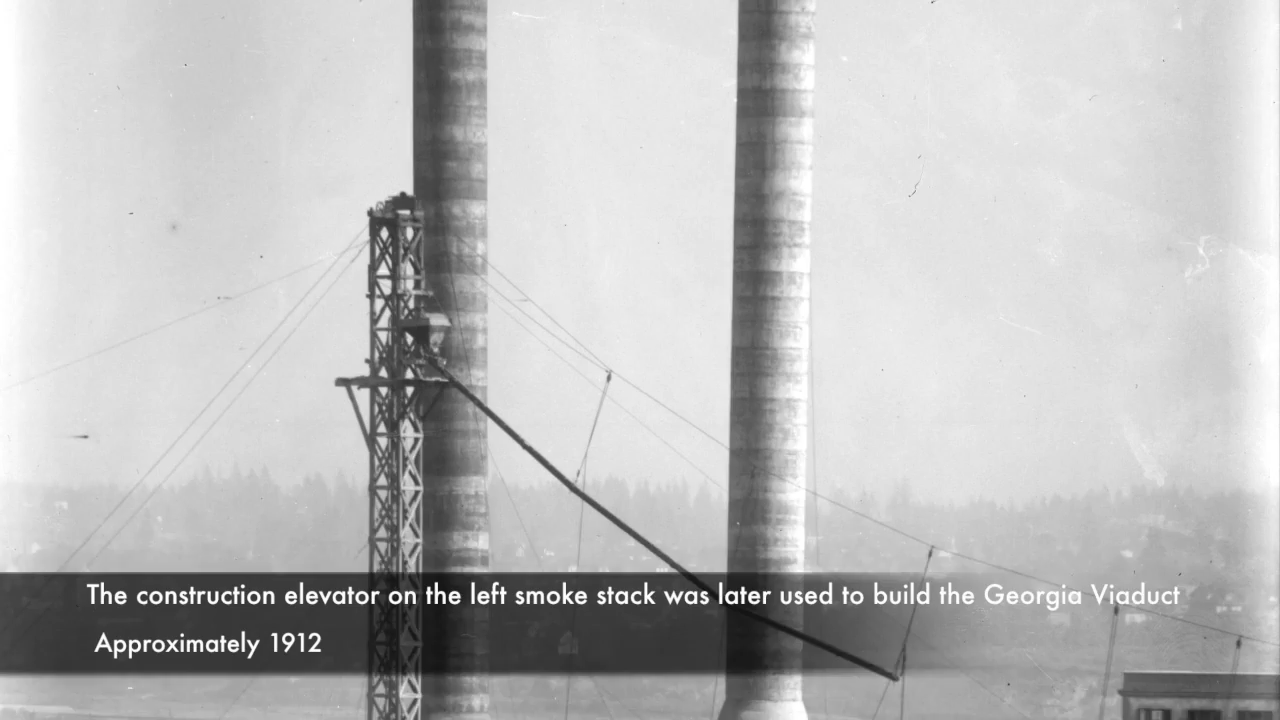 The construction elevator on the left smoke stack was later used to build the Georgia Viaduct
Approximately 1912